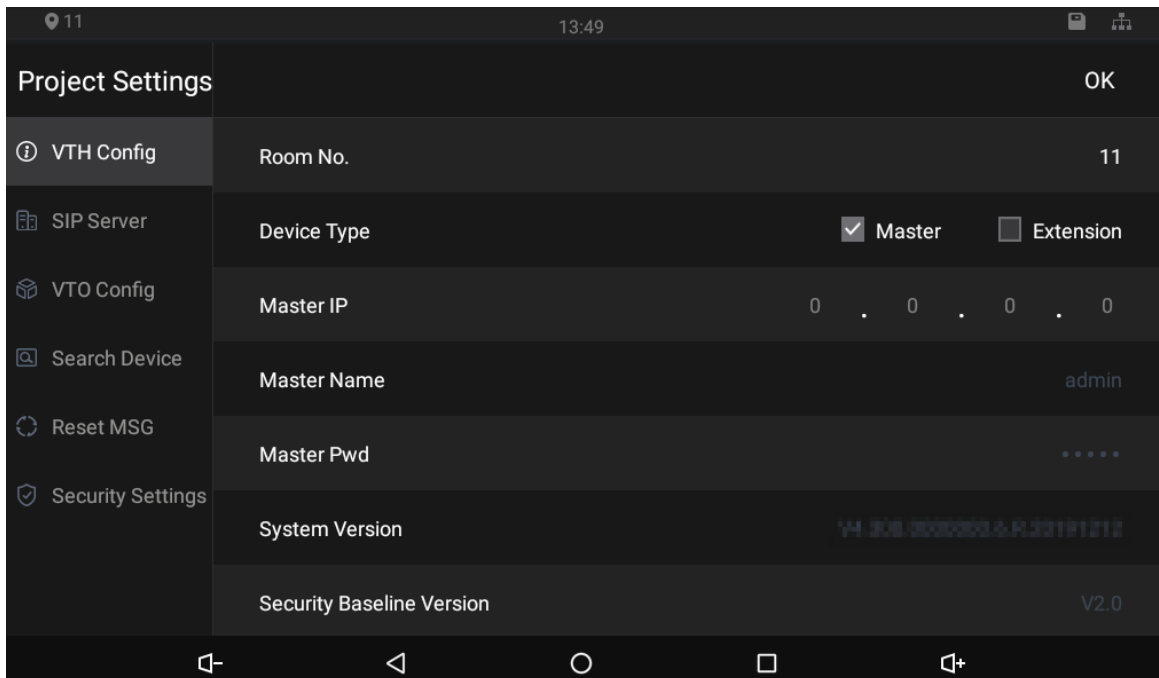 11
13:49
Project Settings
OK
VTH Config
Room No.
11
SIP Server
Device Type
Master
Extension
VTO Config
Master IP
0 . 0 . 0 . 0
Search Device
Master Name
admin
Reset MSG
Master Pwd
•••••
Security Settings
System Version
Security Baseline Version
V2.0